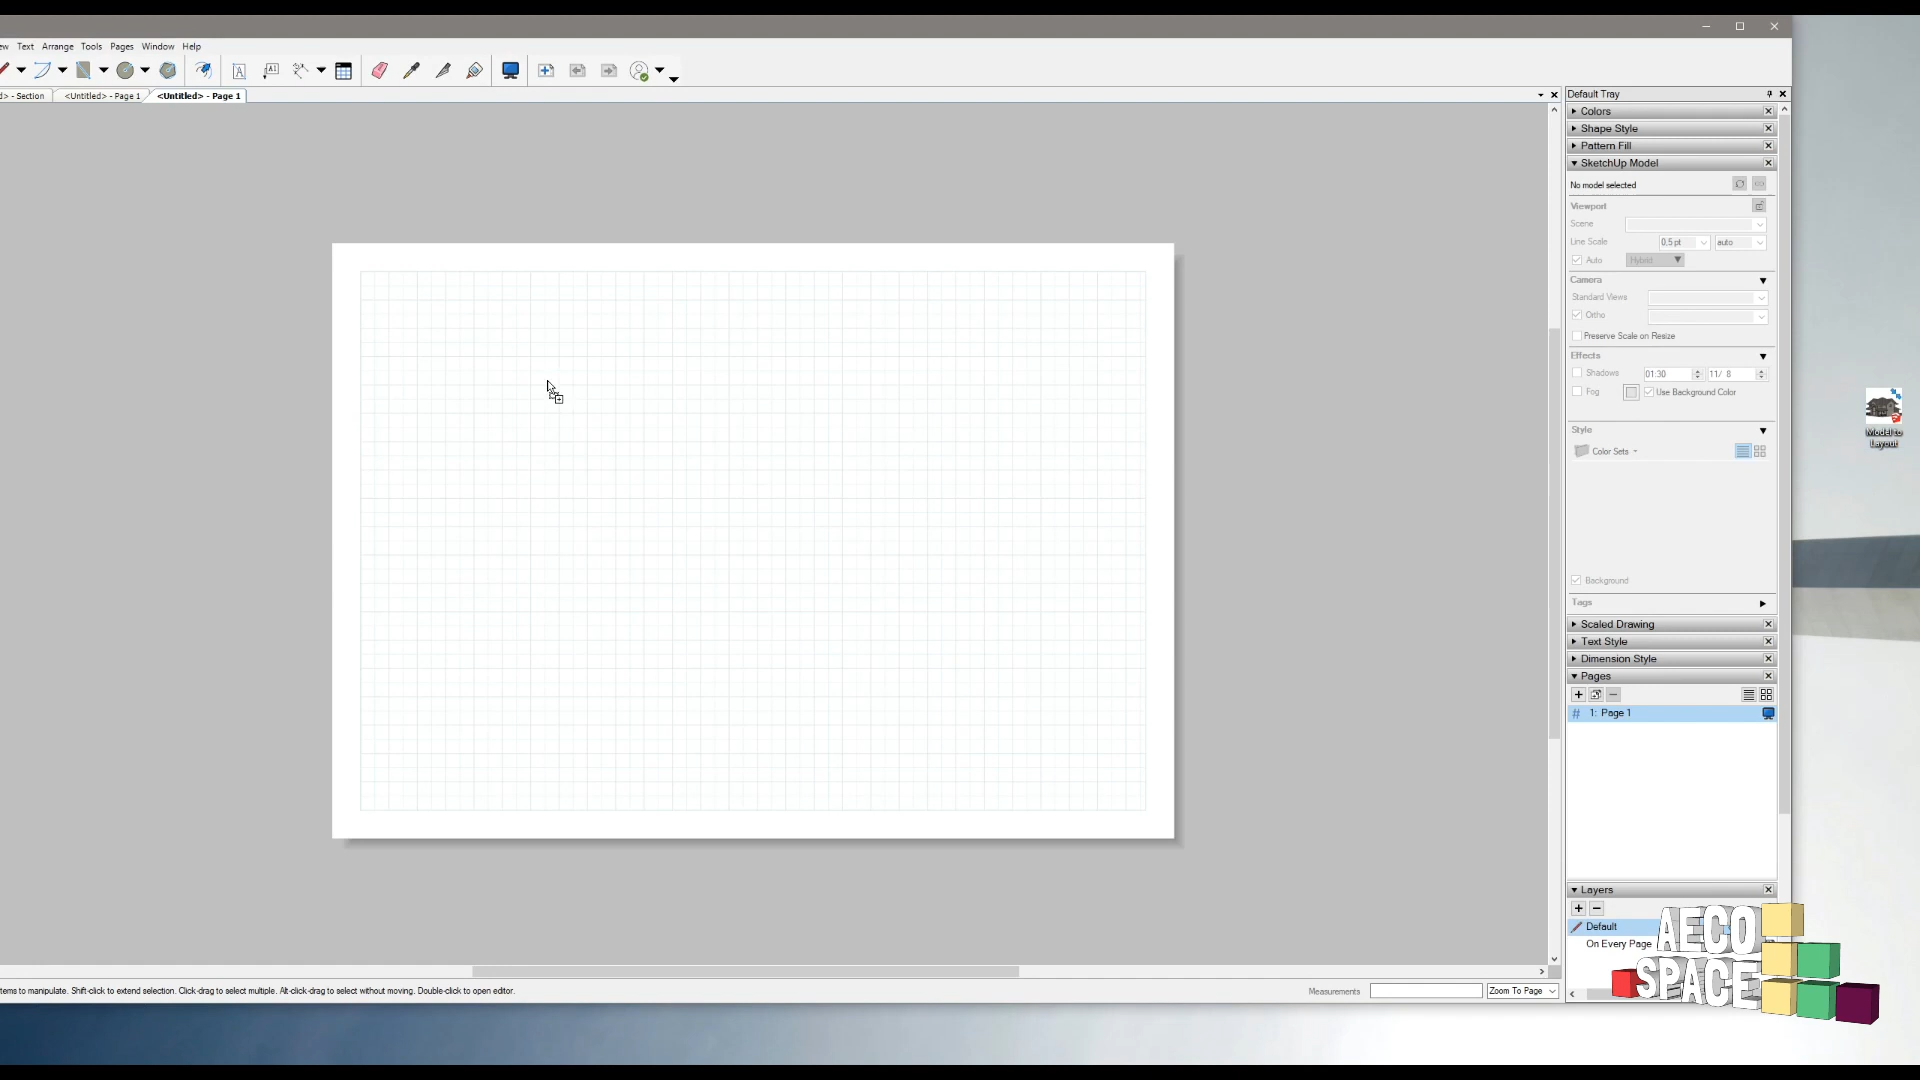 Text Arrange Tools Pages Window Help
- Section
<Untitled> - Page 1
<Untitled> - Page 1
Default Tray
Colors
Shape Style
Pattern Fill
SketchUp Model
No model selected
Viewport
Scene
Line Scale 0.5 pt auto
Auto Hybrid
Camera
Standard Views
Ortho
Preserve Scale on Resize
Effects
Shadows 01:30 11/ 8
Fog Use Background Color
Style
Color Sets
Background
Tags
Scaled Drawing
Text Style
Dimension Style
Pages
# 1: Page 1
Layers
Default
On Every Page
Model to
Layout
AECO
SPACE
tems to manipulate. Shift-click to extend selection. Click-drag to select multiple. Alt-click-drag to select without moving. Double-click to open editor.
Measurements Zoom To Page